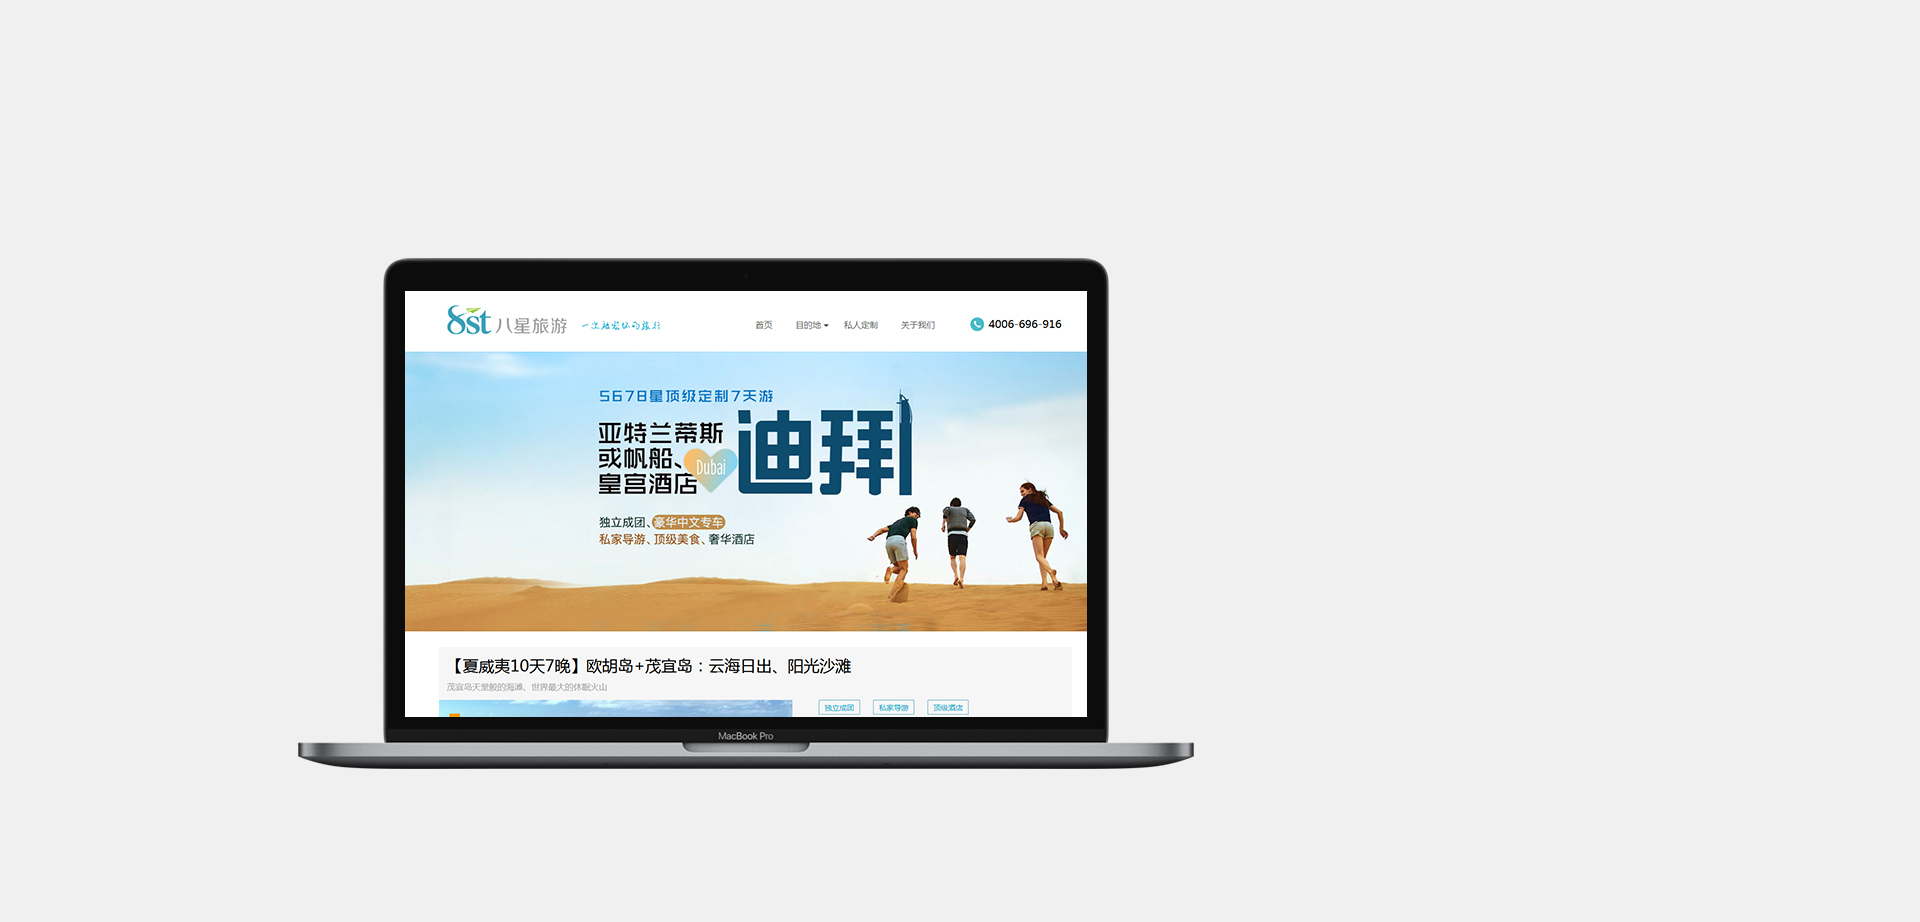 8st 八星旅游 一次触动心的旅行
首页 目的地 私人定制 关于我们 4006-696-916
5678星顶级定制7天游
亚特兰蒂斯
或帆船、
皇宫酒店
Dubai
迪拜
独立成团、豪华中文专车
私家导游、顶级美食、奢华酒店
【夏威夷10天7晚】欧胡岛+茂宜岛：云海日出、阳光沙滩
茂宜岛天堂般的海滩、世界最大的休眠火山
独立成团 私家导游 顶级酒店
MacBook Pro